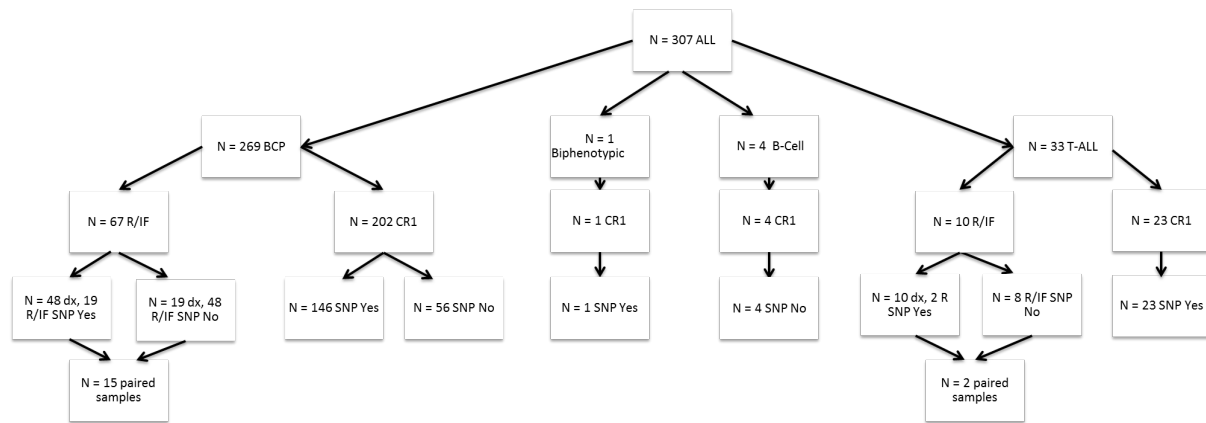 N = 307 ALL
N = 269 BCP
N = 1
Biphenotypic
N = 4 B-Cell
N = 33 T-ALL
N = 67 R/IF
N = 202 CR1
N = 1 CR1
N = 4 CR1
N = 10 R/IF
N = 23 CR1
N = 48 dx, 19
R/IF SNP Yes
N = 19 dx, 48
R/IF SNP No
N = 146 SNP Yes
N = 56 SNP No
N = 1 SNP Yes
N = 4 SNP No
N = 10 dx, 2 R
SNP Yes
N = 8 R/IF SNP
No
N = 23 SNP Yes
N = 15 paired
samples
N = 2 paired
samples